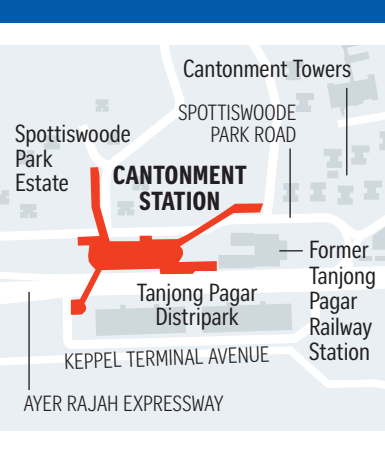 Cantonment Towers
SPOTTISWOODE
PARK ROAD
Spottiswoode
Park
Estate
CANTONMENT
STATION
Former
Tanjong
Pagar
Railway
Station
Tanjong Pagar
Distripark
KEPPEL TERMINAL AVENUE
AYER RAJAH EXPRESSWAY